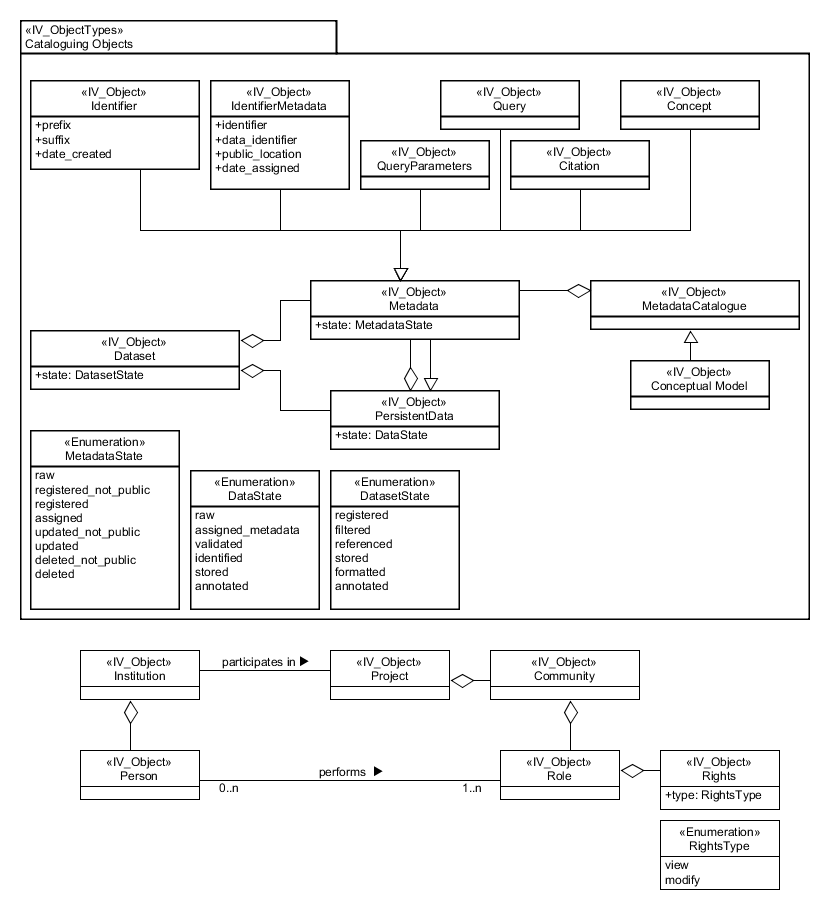 «IV_ObjectTypes»
Cataloguing Objects
«IV_Object»
Identifier
+prefix
+suffix
+date_created
«IV_Object»
IdentifierMetadata
+identifier
+data_identifier
+public_location
+date_assigned
«IV_Object»
Query
«IV_Object»
Concept
«IV_Object»
QueryParameters
«IV_Object»
Citation
«IV_Object»
Metadata
+state: MetadataState
«IV_Object»
MetadataCatalogue
«IV_Object»
Dataset
+state: DatasetState
«IV_Object»
Conceptual Model
«IV_Object»
PersistentData
+state: DataState
«Enumeration»
MetadataState
raw
registered_not_public
registered
assigned
updated_not_public
updated
deleted_not_public
deleted
«Enumeration»
DataState
raw
assigned_metadata
validated
identified
stored
annotated
«Enumeration»
DatasetState
registered
filtered
referenced
stored
formatted
annotated
«IV_Object»
Institution
participates in ▶
«IV_Object»
Project
«IV_Object»
Community
«IV_Object»
Person
performs ▶
0..n
1..n
«IV_Object»
Role
«IV_Object»
Rights
+type: RightsType
«Enumeration»
RightsType
view
modify